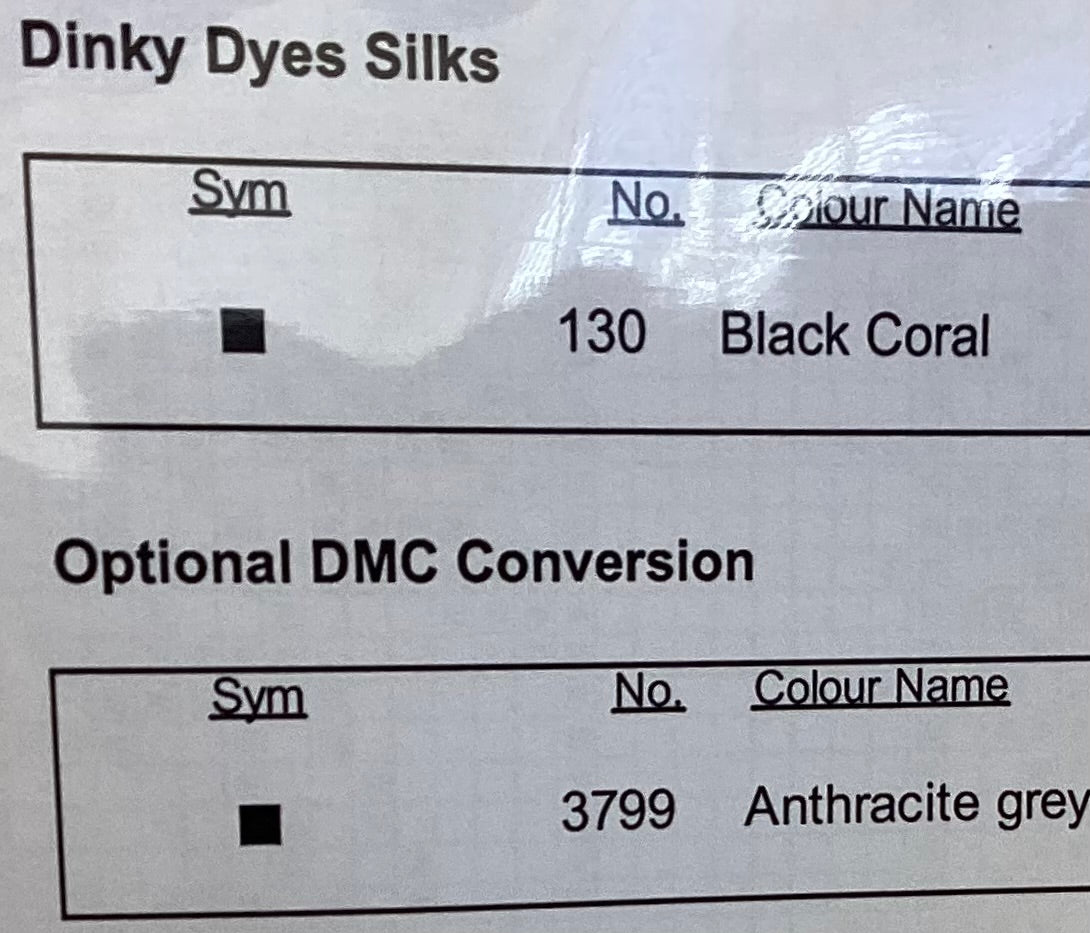 Dinky Dyes Silks
Sym No. Colour Name
■ 130 Black Coral
Optional DMC Conversion
Sym No. Colour Name
■ 3799 Anthracite grey